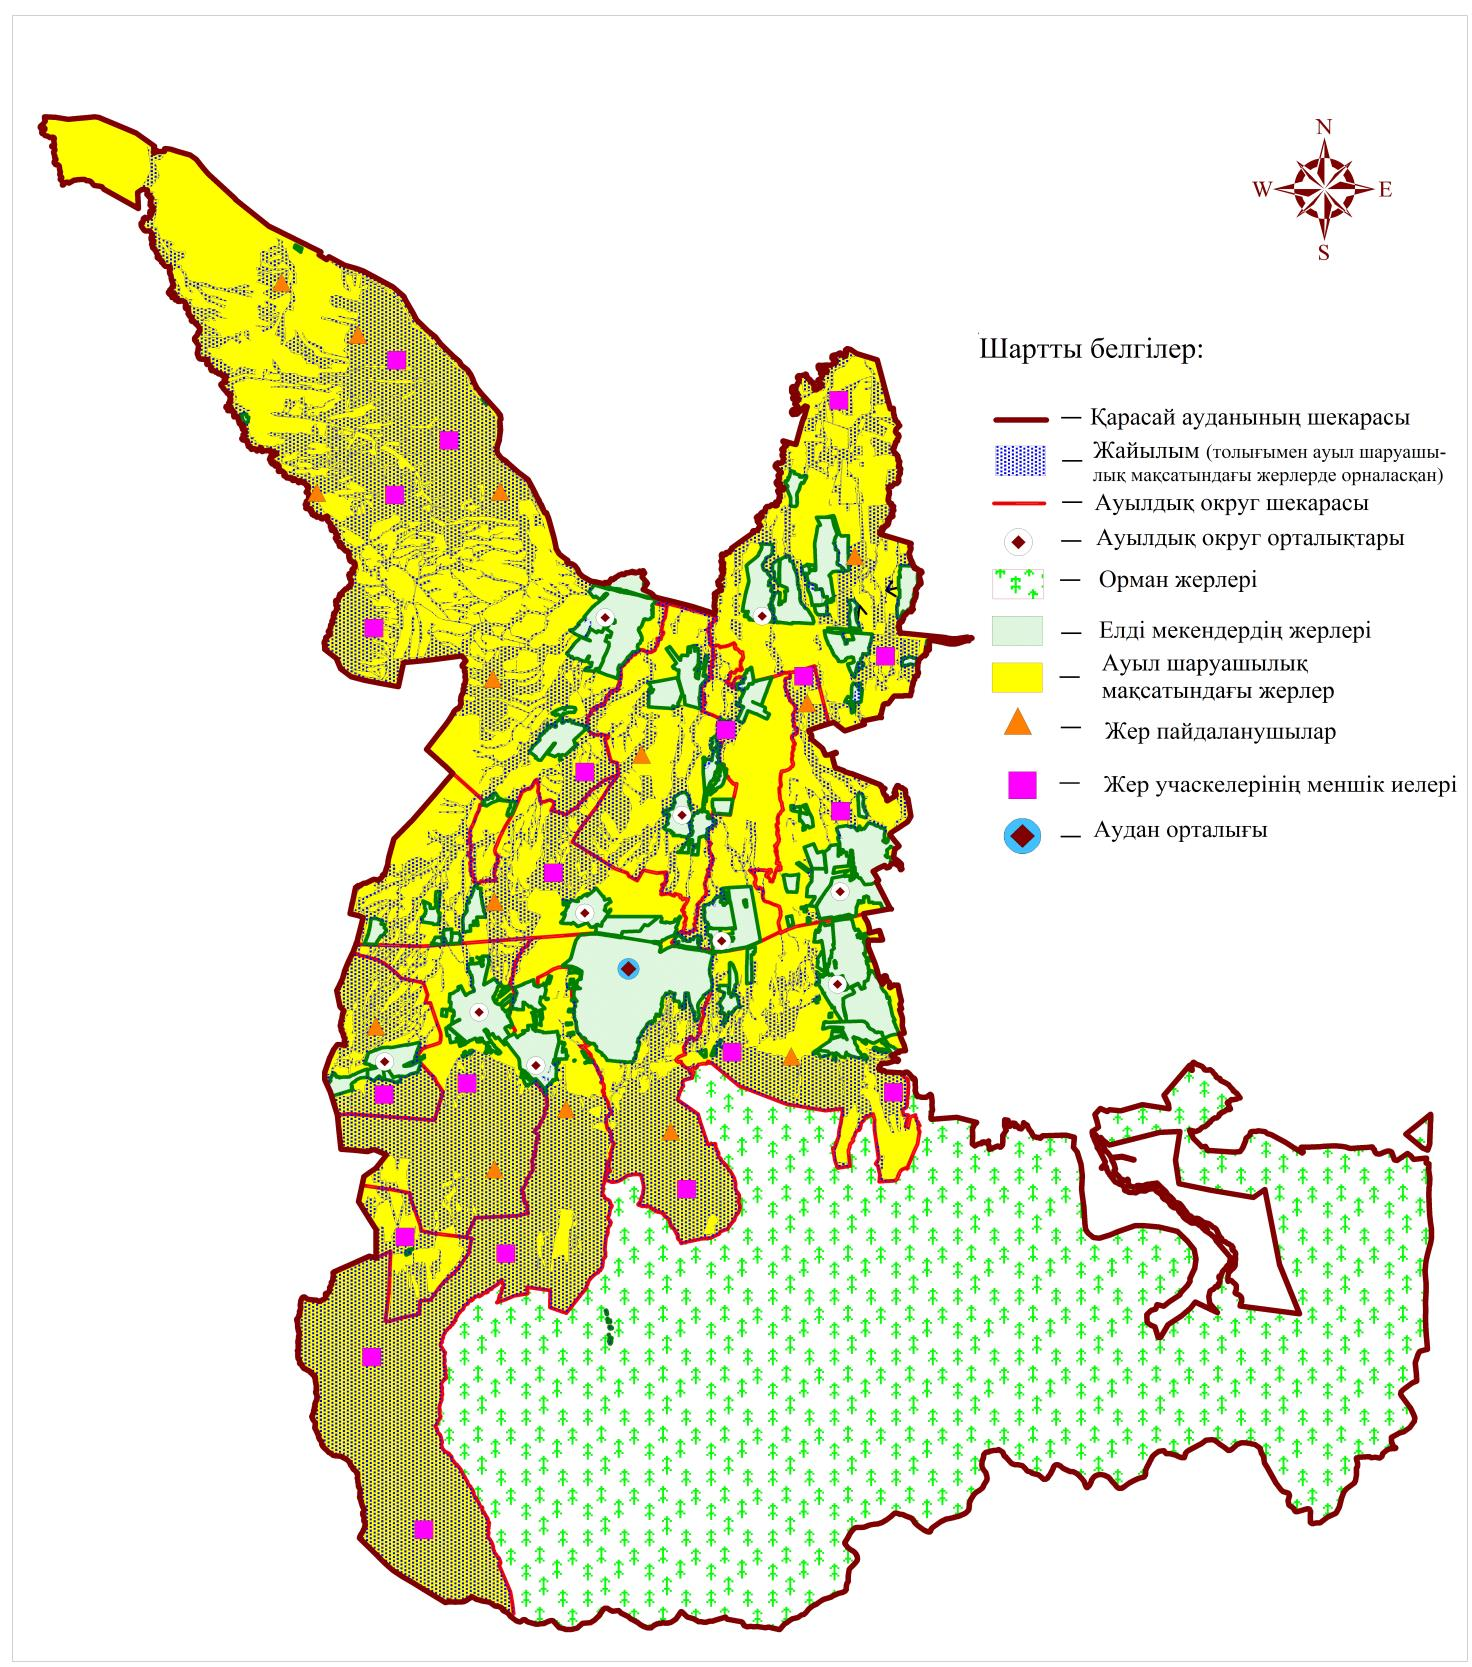 N
W E
S
Шартты белгілер:
Қарасай ауданының шекарасы
Жайылым (толығымен ауыл шаруашы-
лық мақсатындағы жерлерде орналасқан)
Ауылдық округ шекарасы
Ауылдық округ орталықтары
Орман жерлері
Елді мекендердің жерлері
Ауыл шаруашылық
мақсатындағы жерлер
Жер пайдаланушылар
Жер учаскелерінің меншік иелері
Аудан орталығы